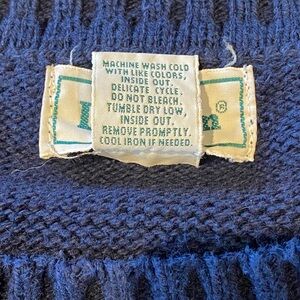 MACHINE WASH COLD
WITH LIKE COLORS,
INSIDE OUT.
DELICATE CYCLE.
DO NOT BLEACH.
TUMBLE DRY LOW,
INSIDE OUT.
REMOVE PROMPTLY.
COOL IRON IF NEEDED.
®